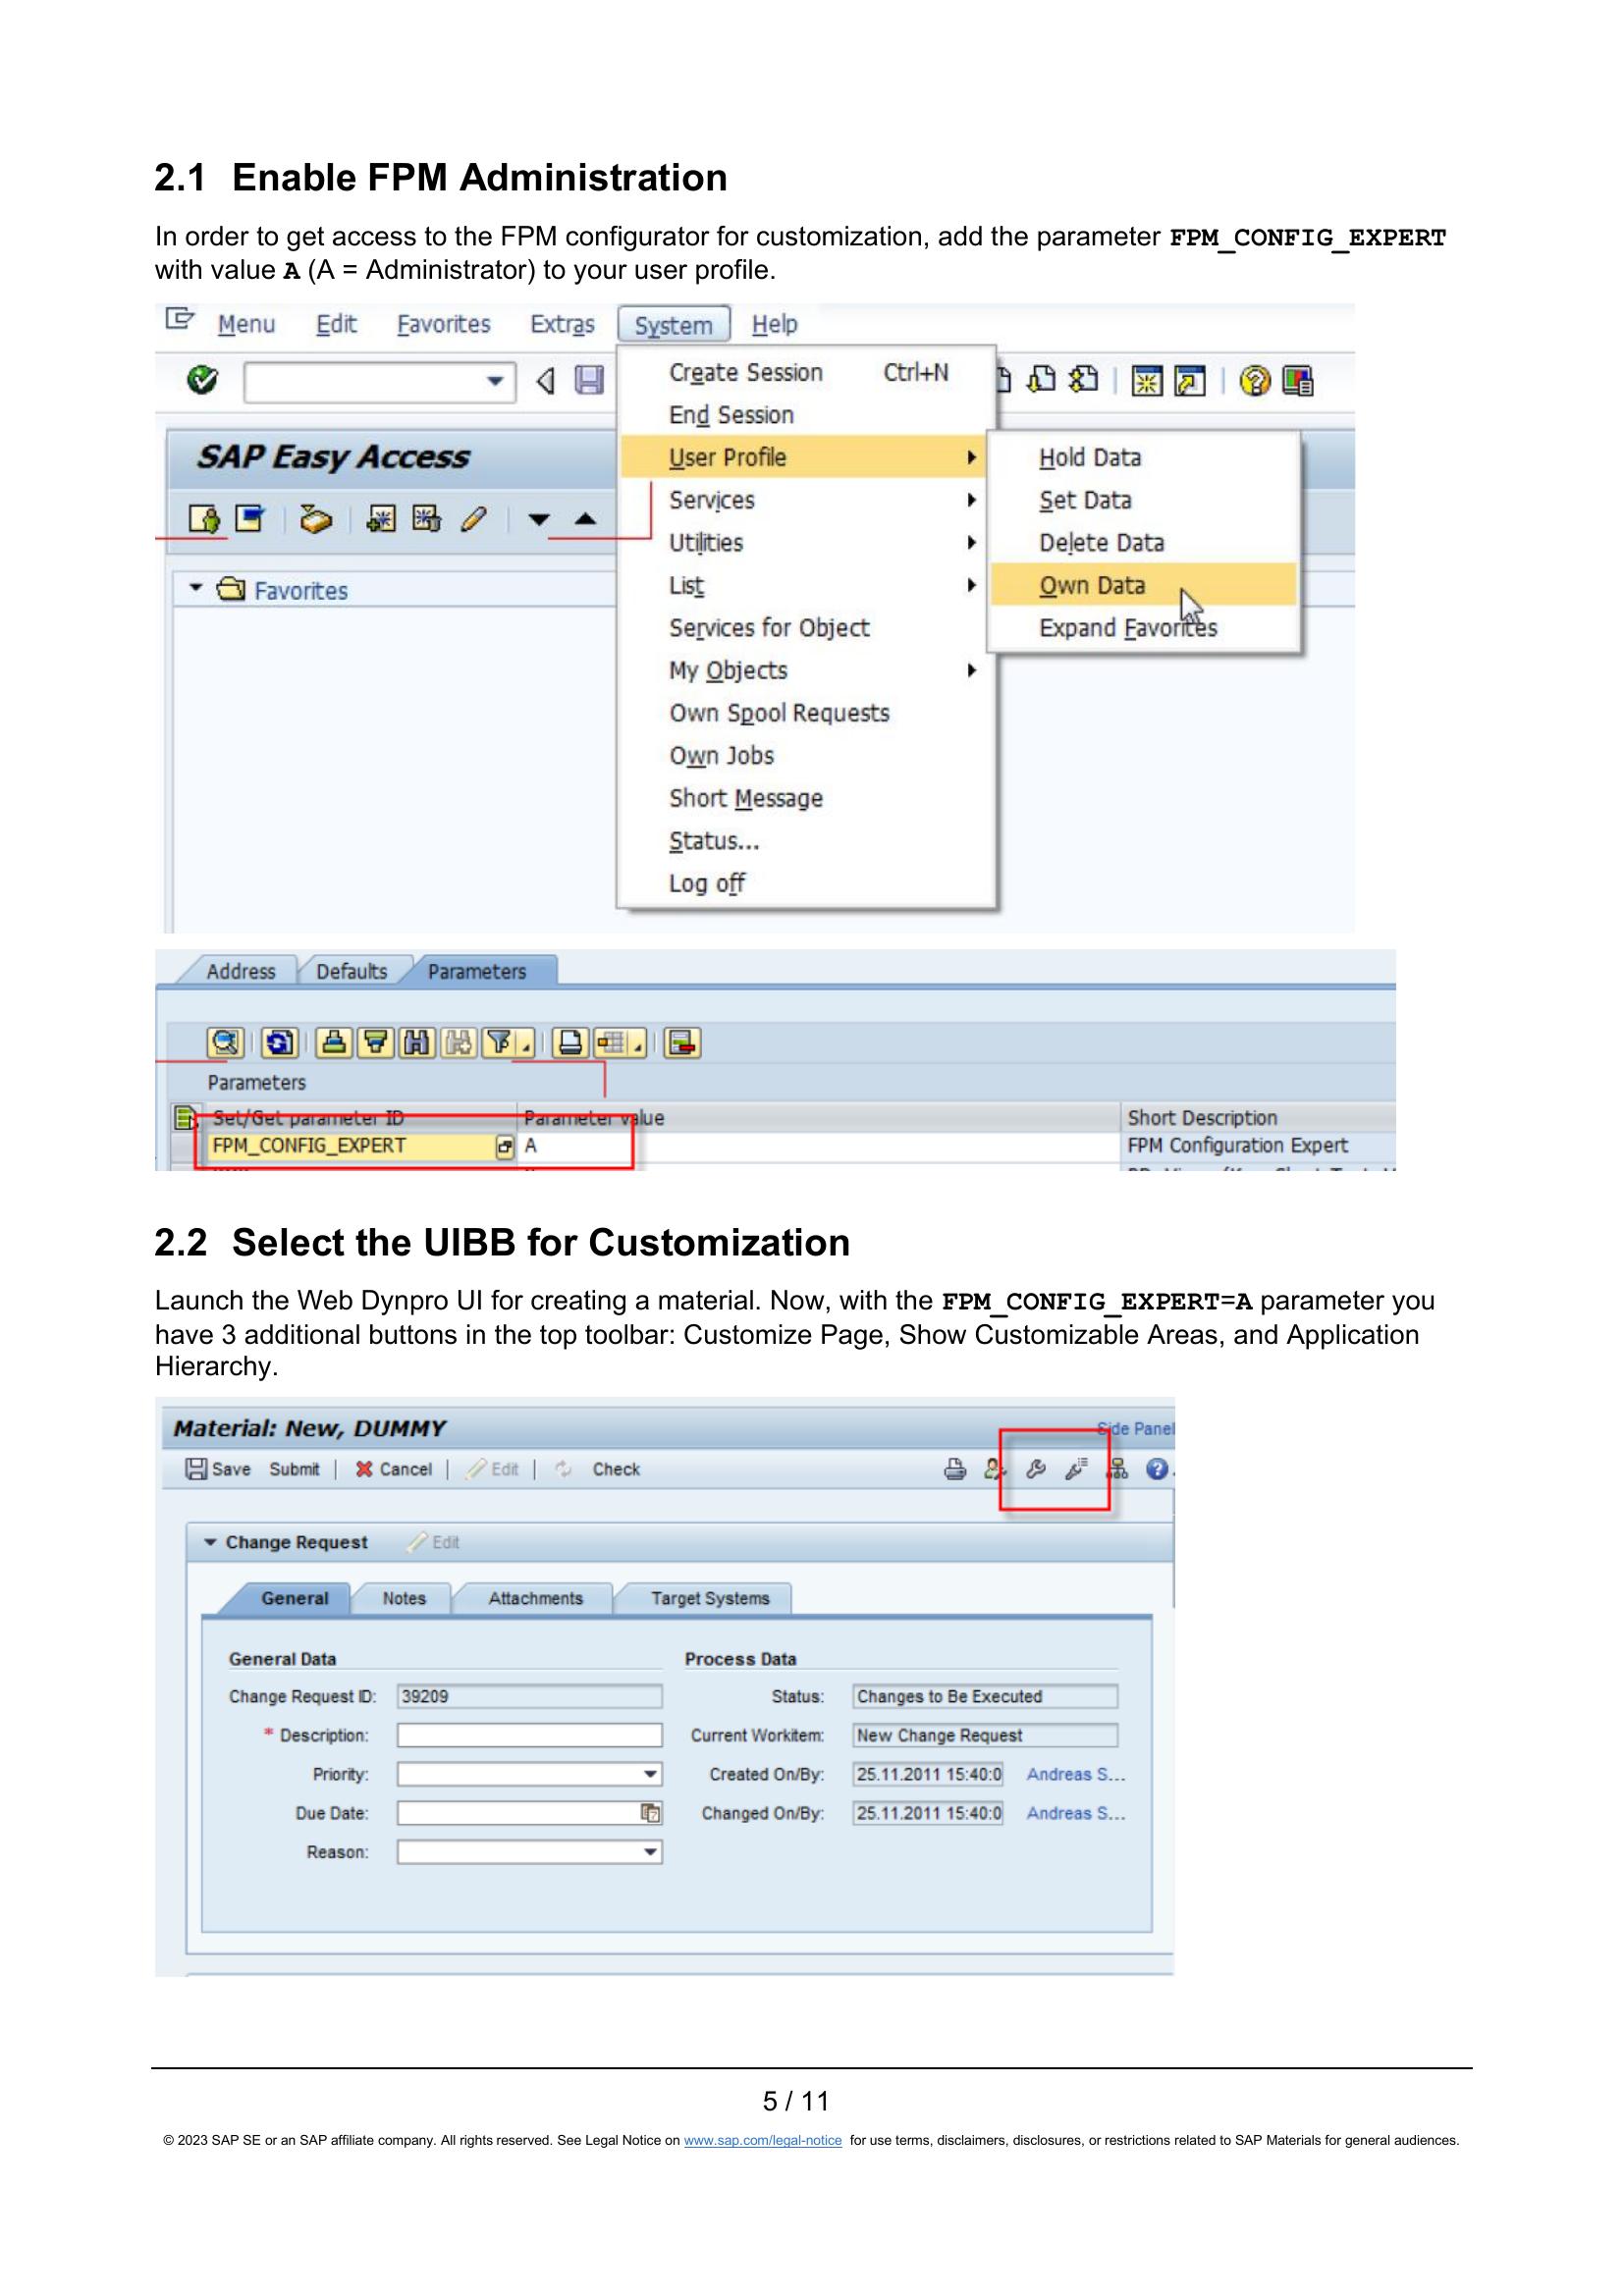 2.1 Enable FPM Administration
In order to get access to the FPM configurator for customization, add the parameter FPM_CONFIG_EXPERT
with value A (A = Administrator) to your user profile.
Menu Edit Favorites Extras System Help
Create Session Ctrl+N
End Session
SAP Easy Access
User Profile
Hold Data
Services
Set Data
Utilities
Delete Data
Favorites
List
Own Data
Services for Object
Expand Favorites
My Objects
Own Spool Requests
Own Jobs
Short Message
Status...
Log off
Address Defaults Parameters
Parameters
Set/Get parameter ID Parameter value Short Description
FPM_CONFIG_EXPERT A FPM Configuration Expert
2.2 Select the UIBB for Customization
Launch the Web Dynpro UI for creating a material. Now, with the FPM_CONFIG_EXPERT=A parameter you
have 3 additional buttons in the top toolbar: Customize Page, Show Customizable Areas, and Application
Hierarchy.
Material: New, DUMMY Side Panel
Save Submit Cancel Edit Check
Change Request Edit
General Notes Attachments Target Systems
General Data Process Data
Change Request ID: 39209 Status: Changes to Be Executed
* Description: Current Workitem: New Change Request
Priority: Created On/By: 25.11.2011 15:40:0 Andreas S...
Due Date: Changed On/By: 25.11.2011 15:40:0 Andreas S...
Reason:
5 / 11
© 2023 SAP SE or an SAP affiliate company. All rights reserved. See Legal Notice on www.sap.com/legal-notice for use terms, disclaimers, disclosures, or restrictions related to SAP Materials for general audiences.